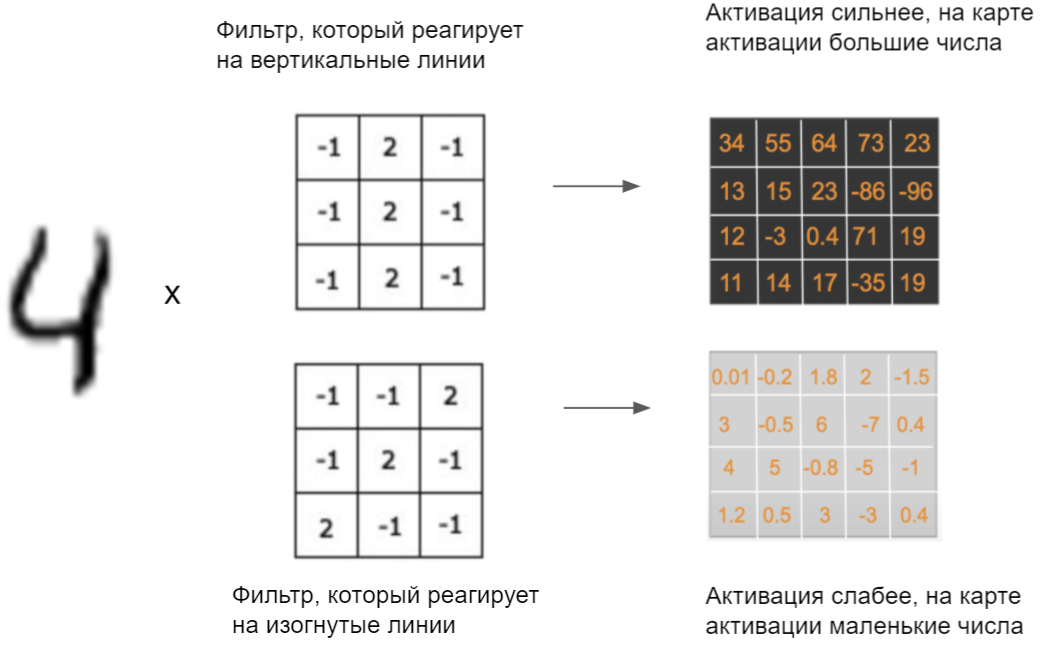 Фильтр, который реагирует
на вертикальные линии
Активация сильнее, на карте
активации большие числа
-1 2 -1
-1 2 -1
-1 2 -1
34 55 64 73 23
13 15 23 -86 -96
12 -3 0.4 71 19
11 14 17 -35 19
4
x
-1 -1 2
-1 2 -1
2 -1 -1
0.01 -0.2 1.8 2 -1.5
3 -0.5 6 -7 0.4
4 5 -0.8 -5 -1
1.2 0.5 3 -3 0.4
Фильтр, который реагирует
на изогнутые линии
Активация слабее, на карте
активации маленькие числа